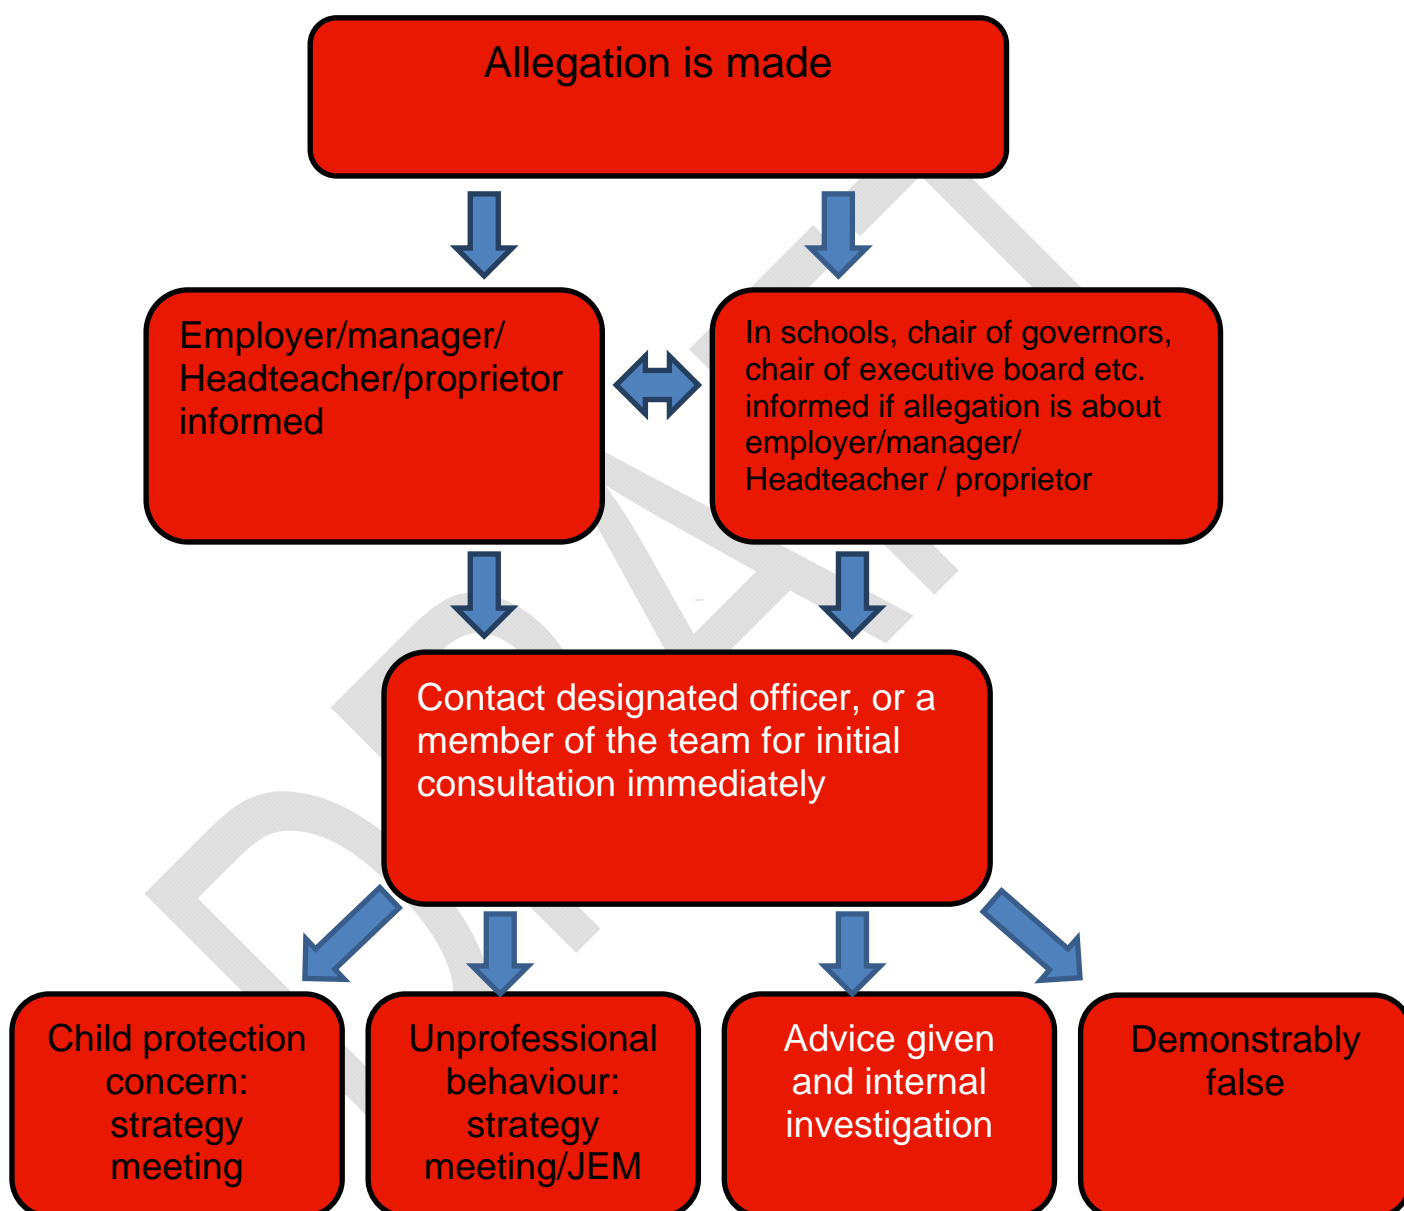 Allegation is made
Employer/manager/
Headteacher/proprietor
informed
In schools, chair of governors,
chair of executive board etc.
informed if allegation is about
employer/manager/
Headteacher / proprietor
Contact designated officer, or a
member of the team for initial
consultation immediately
Child protection
concern:
strategy
meeting
Unprofessional
behaviour:
strategy
meeting/JEM
Advice given
and internal
investigation
Demonstrably
false
DRAFT